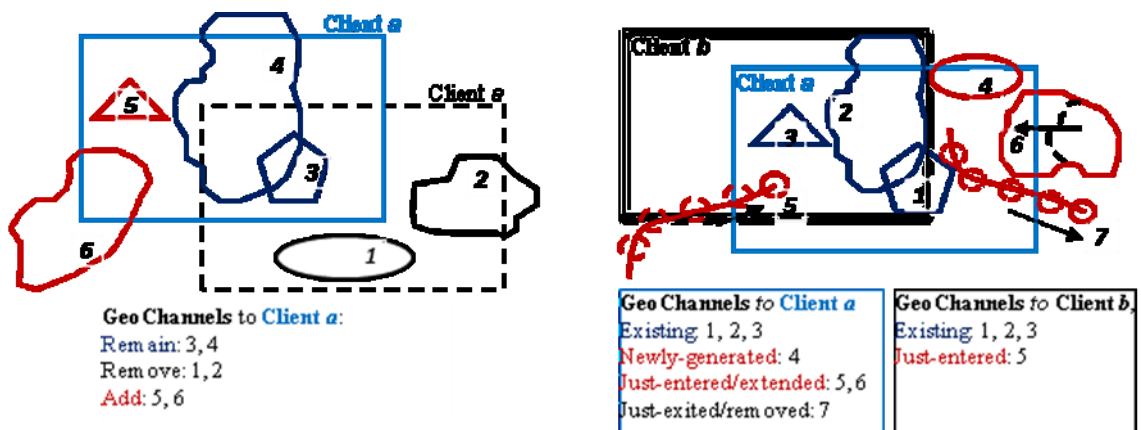 Client a
4
5
Client a
3
2
6
1
Geo Channels to Client a:
Remain: 3, 4
Remove: 1, 2
Add: 5, 6
Client b
Client a
4
2
3
6
1
5
7
Geo Channels to Client a
Existing: 1, 2, 3
Newly-generated: 4
Just-entered/extended: 5, 6
Just-exited/removed: 7
Geo Channels to Client b,
Existing: 1, 2, 3
Just-entered: 5